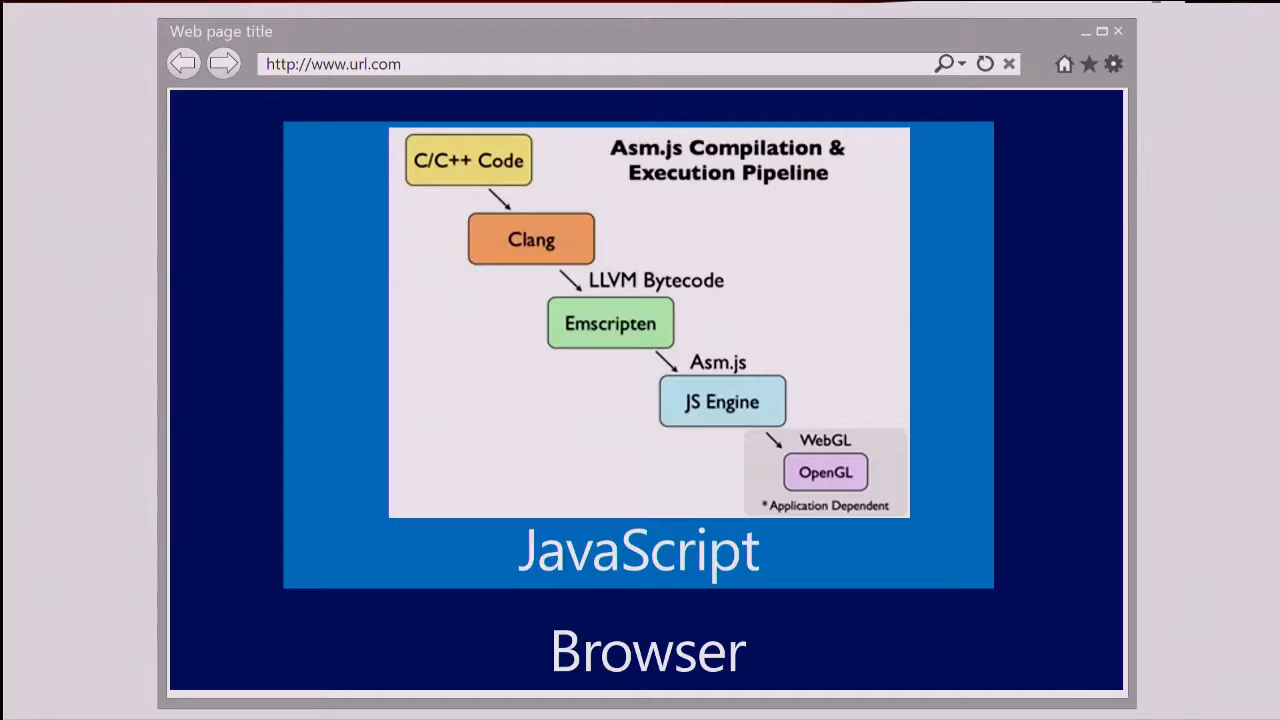 Web page title
http://www.url.com
C/C++ Code
Asm.js Compilation &
Execution Pipeline
Clang
LLVM Bytecode
Emscripten
Asm.js
JS Engine
WebGL
OpenGL
* Application Dependent
JavaScript
Browser